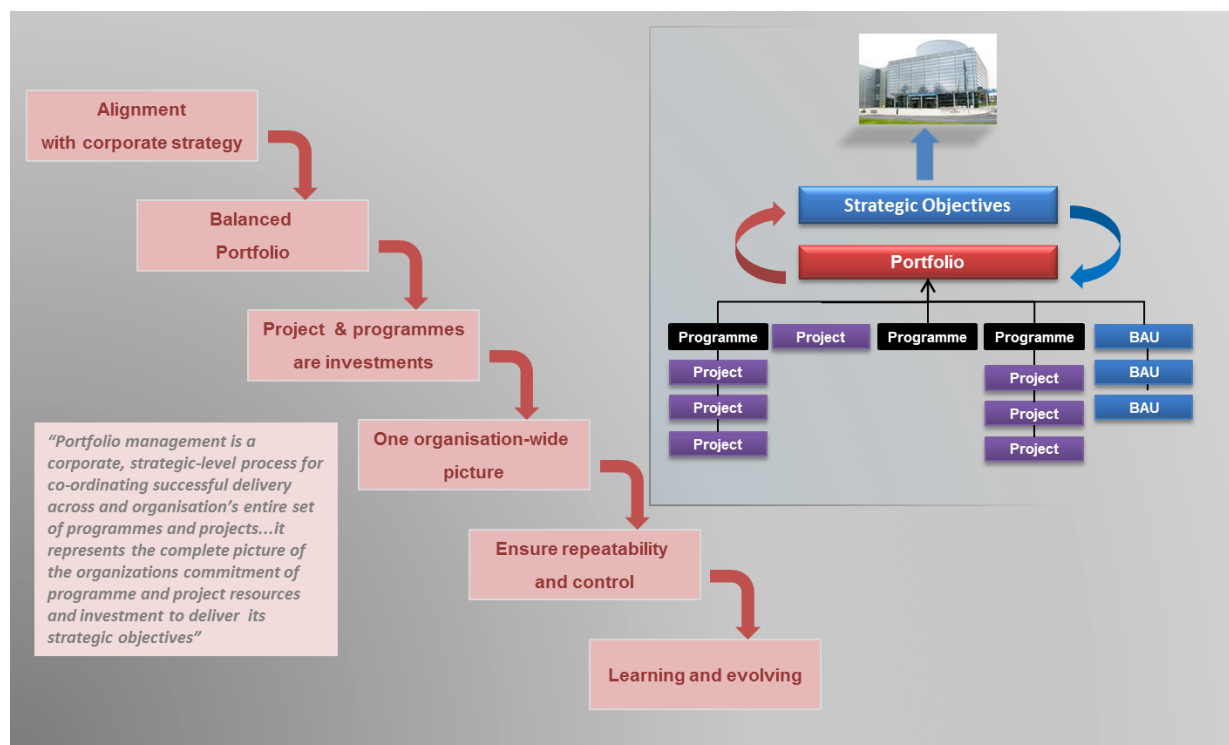 Alignment
with corporate strategy
Balanced
Portfolio
Project & programmes
are investments
One organisation-wide
picture
Ensure repeatability
and control
Learning and evolving
“Portfolio management is a
corporate, strategic-level process for
co-ordinating successful delivery
across and organisation’s entire set
of programmes and projects...it
represents the complete picture of
the organizations commitment of
programme and project resources
and investment to deliver its
strategic objectives”
Strategic Objectives
Portfolio
Programme
Project
Project
Project
Project
Programme
Programme
Project
Project
Project
BAU
BAU
BAU